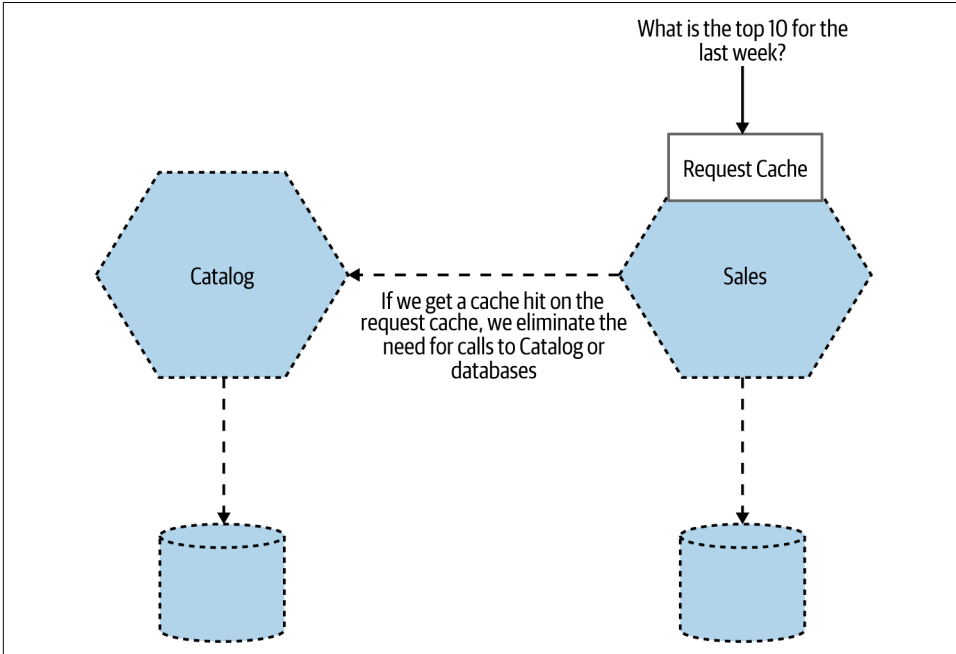 What is the top 10 for the
last week?
Request Cache
Catalog
Sales
If we get a cache hit on the
request cache, we eliminate the
need for calls to Catalog or
databases